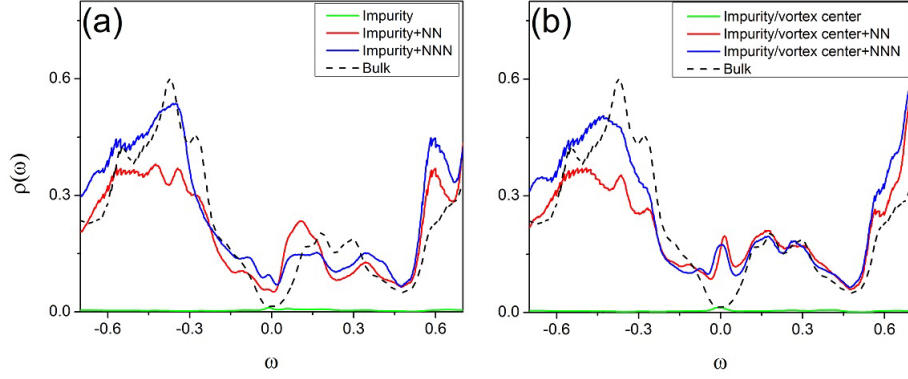 (a)
Impurity
Impurity+NN
Impurity+NNN
Bulk
ρ(ω)
0.6
0.3
0.0
-0.6
-0.3
0.0
0.3
0.6
ω
(b)
Impurity/vortex center
Impurity/vortex center+NN
Impurity/vortex center+NNN
Bulk
0.6
0.3
0.0
-0.6
-0.3
0.0
0.3
0.6
ω